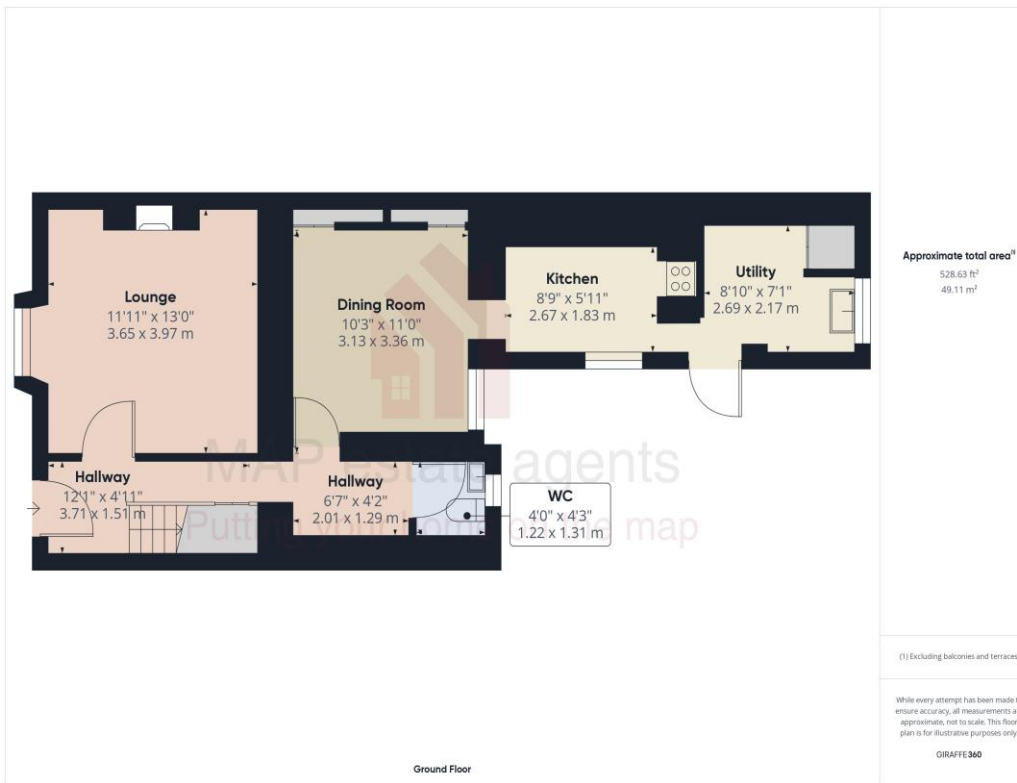 Lounge
11'11" x 13'0"
3.65 x 3.97 m
Dining Room
10'3" x 11'0"
3.13 x 3.36 m
Kitchen
8'9" x 5'11"
2.67 x 1.83 m
Utility
8'10" x 7'1"
2.69 x 2.17 m
Hallway
12'1" x 4'11"
3.71 x 1.51 m
Hallway
6'7" x 4'2"
2.01 x 1.29 m
WC
4'0" x 4'3"
1.22 x 1.31 m
MAP estate agents
Putting your home on the map
Ground Floor
Approximate total area(1)
528.63 ft²
49.11 m²
(1) Excluding balconies and terraces
While every attempt has been made t
ensure accuracy, all measurements a
approximate, not to scale. This floor
plan is for illustrative purposes only
GIRAFFE360